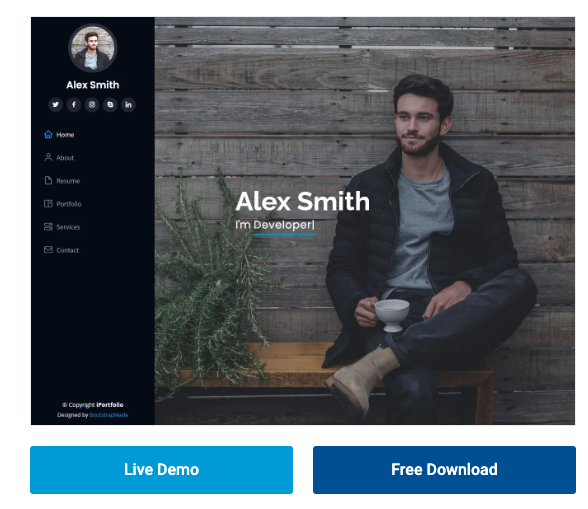 Alex Smith
Home
About
Resume
Portfolio
Services
Contact
© Copyright iPortfolio
Designed by BootstrapMade
Alex Smith
I'm Developer|
Live Demo
Free Download